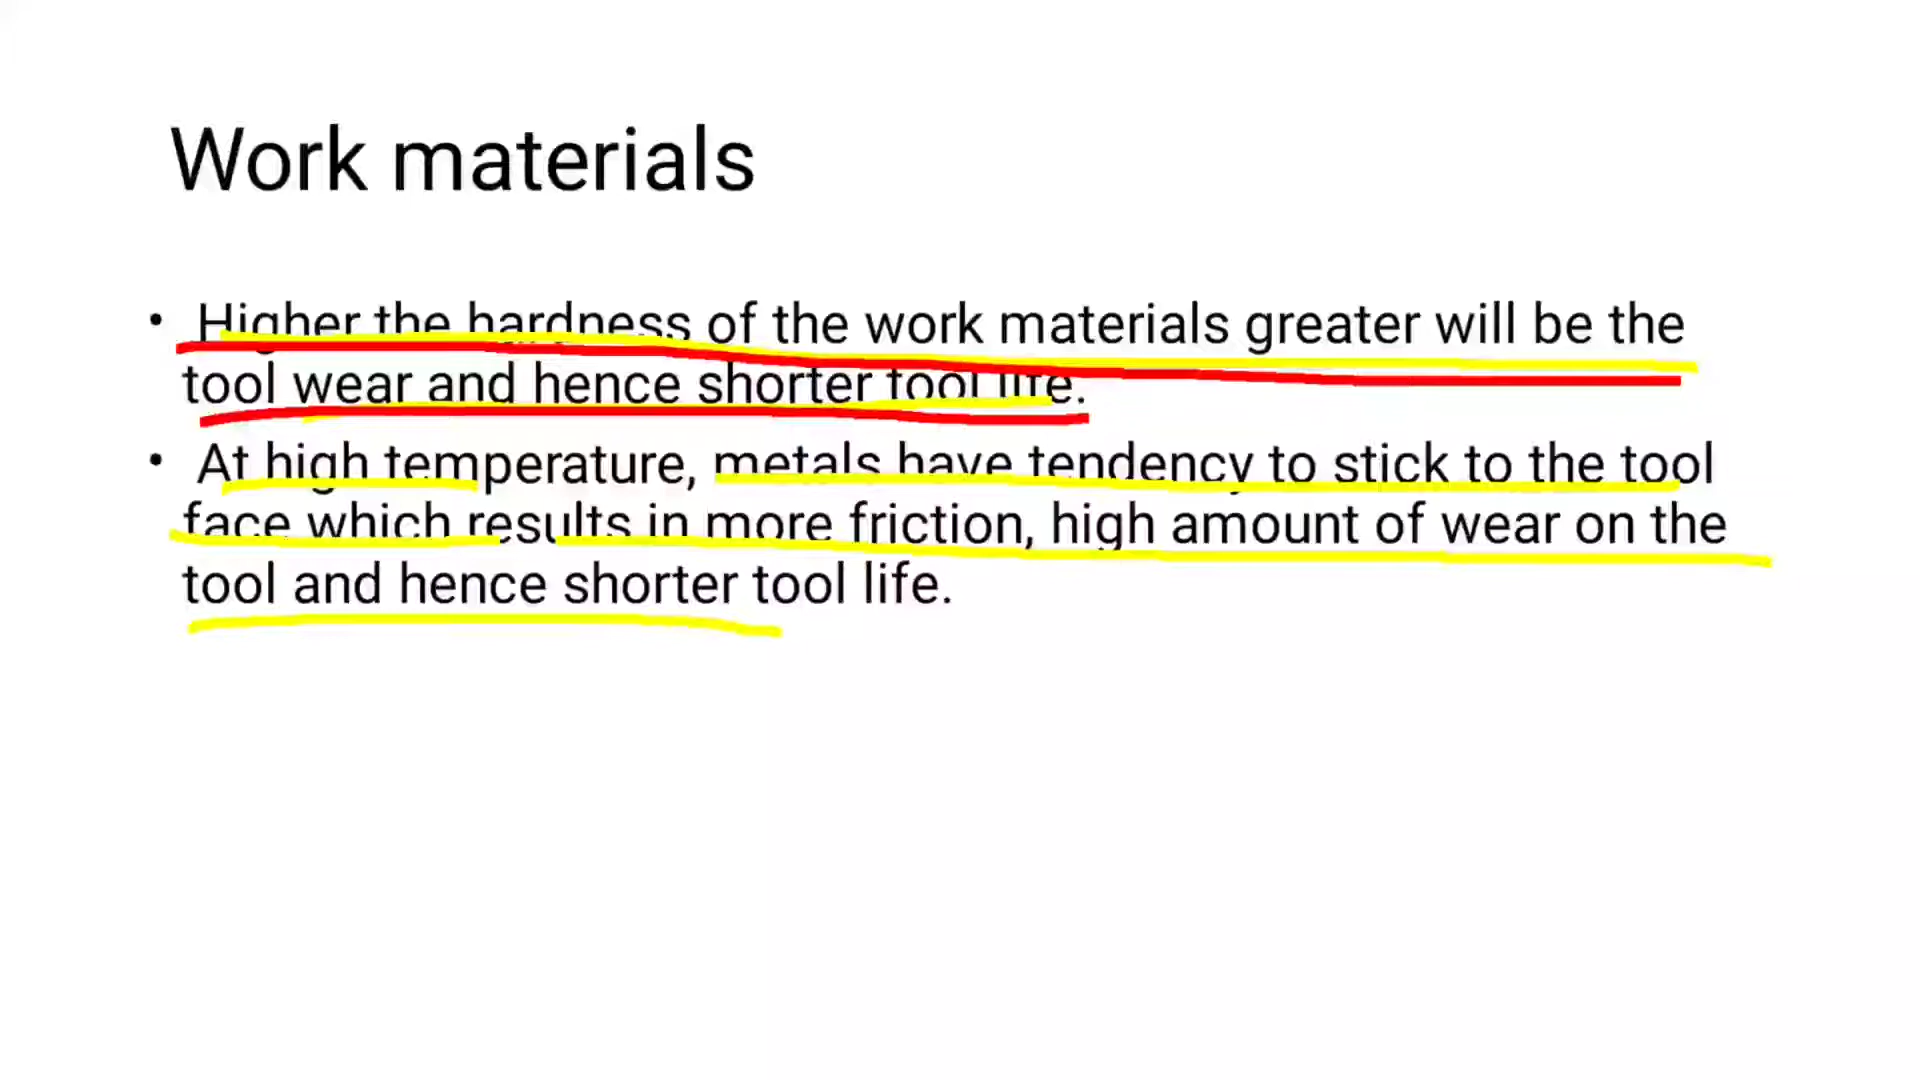 Work materials
• Higher the hardness of the work materials greater will be the
tool wear and hence shorter tool life.
• At high temperature, metals have tendency to stick to the tool
face which results in more friction, high amount of wear on the
tool and hence shorter tool life.